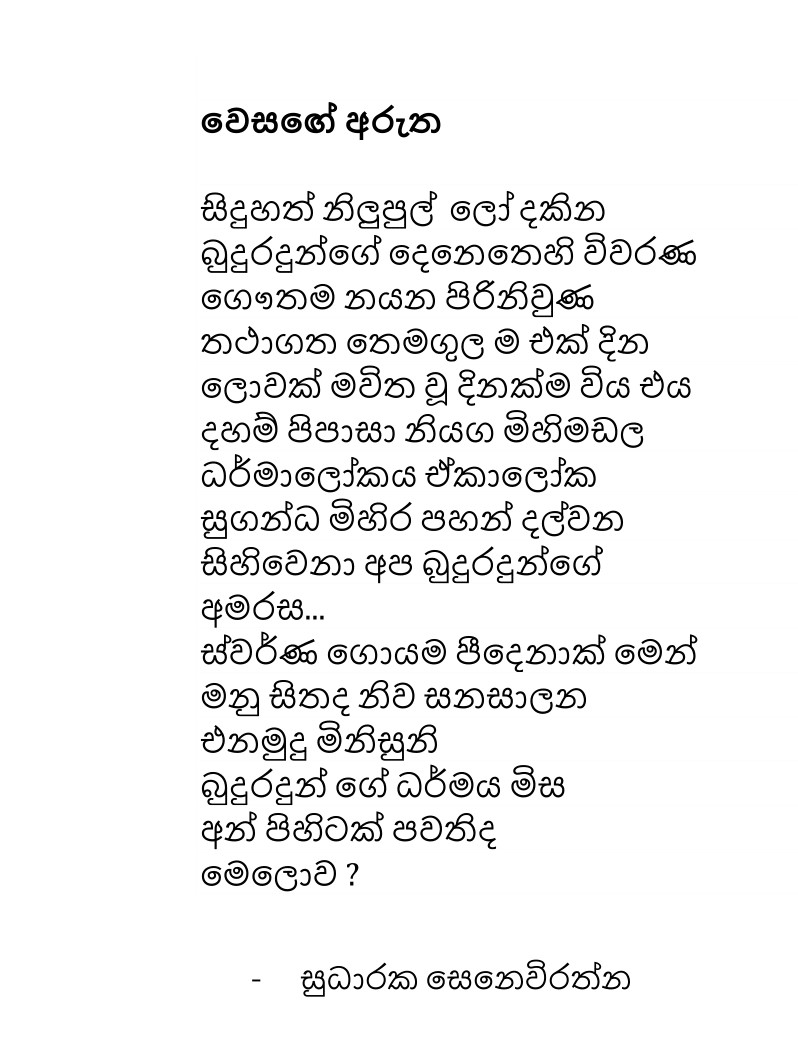 වෙසඟේ අරුත
සිදුහත් නිලුපුල් ලෝ දකින
බුදුරදුන්ගේ දෙනෙතෙහි විවරණ
ගෞතම නයන පිරිනිවුණ
තථාගත තෙමගුල ම එක් දින
ලොවක් මවිත වූ දිනක්ම විය එය
දහම් පිපාසා නියග මිහිමඩල
ධර්මාලෝකය ඒකාලෝක
සුගන්ධ මිහිර පහන් දල්වන
සිහිවෙනා අප බුදුරදුන්ගේ
අමරස...
ස්වර්ණ ගොයම පීදෙනාක් මෙන්
මනු සිතද නිව සනසාලන
එනමුදු මිනිසුනි
බුදුරදුන් ගේ ධර්මය මිස
අන් පිහිටක් පවතිද
මෙලොව ?
- සුධාරක සෙනෙවිරත්න